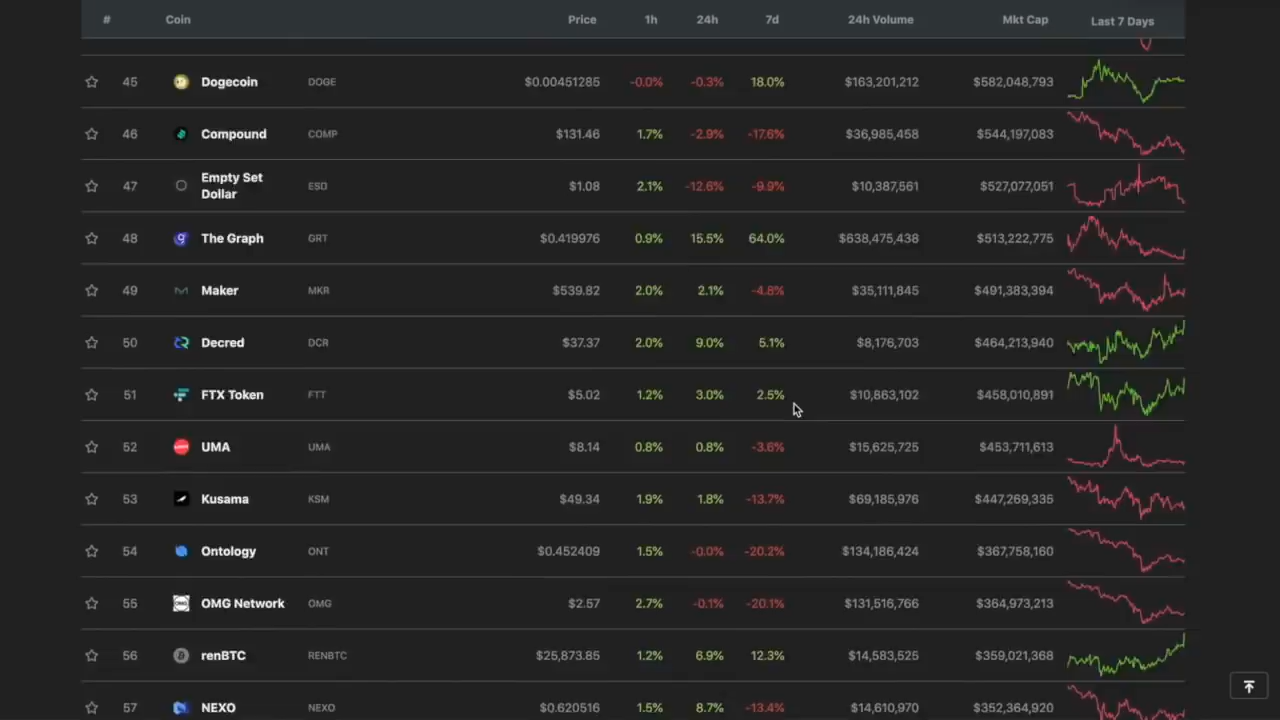 # Coin Price 1h 24h 7d 24h Volume Mkt Cap Last 7 Days
45 Dogecoin DOGE $0.00451285 -0.0% -0.3% 18.0% $163,201,212 $582,048,793
46 Compound COMP $131.46 1.7% -2.9% -17.6% $36,985,458 $544,197,083
47 Empty Set Dollar ESD $1.08 2.1% -12.6% -9.9% $10,387,561 $527,077,051
48 The Graph GRT $0.419976 0.9% 15.5% 64.0% $638,475,438 $513,222,775
49 Maker MKR $539.82 2.0% 2.1% -4.8% $35,111,845 $491,383,394
50 Decred DCR $37.37 2.0% 9.0% 5.1% $8,176,703 $464,213,940
51 FTX Token FTT $5.02 1.2% 3.0% 2.5% $10,863,102 $458,010,891
52 UMA UMA $8.14 0.8% 0.8% -3.6% $15,625,725 $453,711,613
53 Kusama KSM $49.34 1.9% 1.8% -13.7% $69,185,976 $447,269,335
54 Ontology ONT $0.452409 1.5% -0.0% -20.2% $134,186,424 $367,758,160
55 OMG Network OMG $2.57 2.7% -0.1% -20.1% $131,516,766 $364,973,213
56 renBTC RENBTC $25,873.85 1.2% 6.9% 12.3% $14,583,525 $359,021,368
57 NEXO NEXO $0.620516 1.5% 8.7% -13.4% $14,610,970 $352,364,920